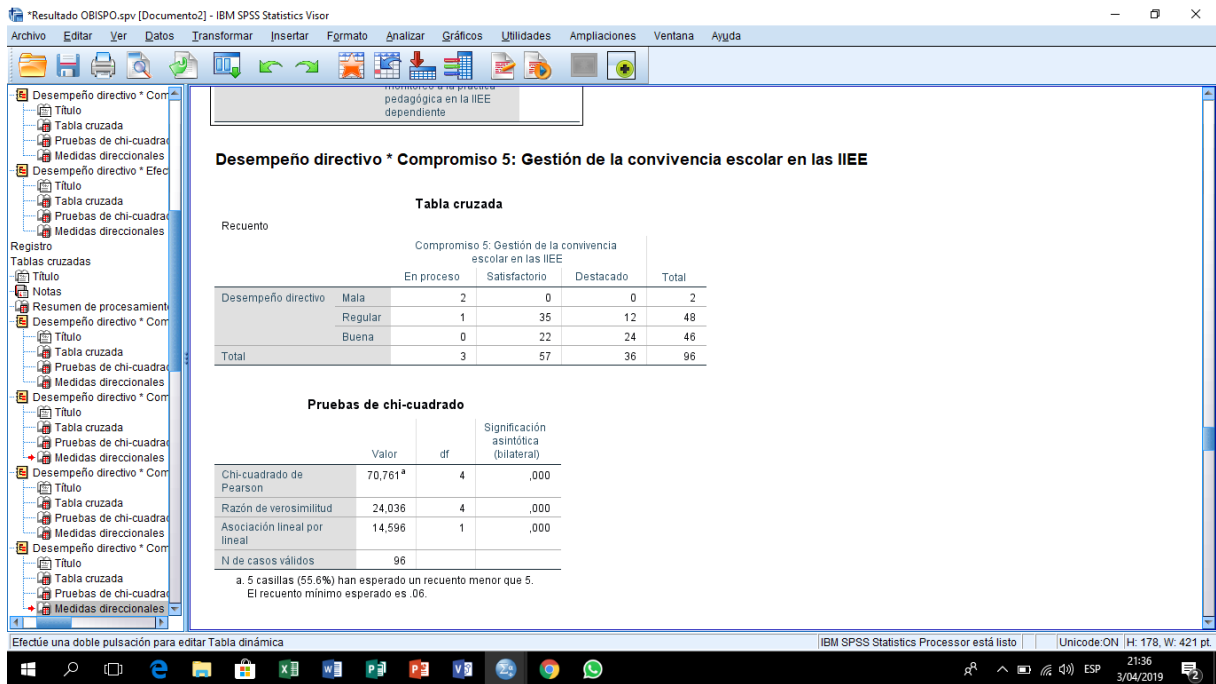 *Resultado OBISPO.spv [Documento2] - IBM SPSS Statistics Visor
Archivo Editar Ver Datos Transformar Insertar Formato Analizar Gráficos Utilidades Ampliaciones Ventana Ayuda
Desempeño directivo * Com
Título
Tabla cruzada
Pruebas de chi-cuadrad
Medidas direccionales
Desempeño directivo * Efec
Título
Tabla cruzada
Pruebas de chi-cuadrad
Medidas direccionales
Registro
Tablas cruzadas
Título
Notas
Resumen de procesamiento
Desempeño directivo * Com
Título
Tabla cruzada
Pruebas de chi-cuadrad
Medidas direccionales
Desempeño directivo * Com
Título
Tabla cruzada
Pruebas de chi-cuadrad
Medidas direccionales
Desempeño directivo * Com
Título
Tabla cruzada
Pruebas de chi-cuadrad
Medidas direccionales
Desempeño directivo * Com
Título
Tabla cruzada
Pruebas de chi-cuadrad
Medidas direccionales
monitoreo a la práctica
pedagógica en la IIEE
dependiente
Desempeño directivo * Compromiso 5: Gestión de la convivencia escolar en las IIEE
Tabla cruzada
Recuento
Compromiso 5: Gestión de la convivencia
escolar en las IIEE
En proceso Satisfactorio Destacado Total
Desempeño directivo Mala 2 0 0 2
Regular 1 35 12 48
Buena 0 22 24 46
Total 3 57 36 96
Pruebas de chi-cuadrado
Significación
asintótica
(bilateral)
Valor df
Chi-cuadrado de
Pearson 70,761ª 4 ,000
Razón de verosimilitud 24,036 4 ,000
Asociación lineal por
lineal 14,596 1 ,000
N de casos válidos 96
a. 5 casillas (55.6%) han esperado un recuento menor que 5.
El recuento mínimo esperado es .06.
Efectúe una doble pulsación para editar Tabla dinámica IBM SPSS Statistics Processor está listo Unicode:ON H: 178, W: 421 pt.
ESP 21:36
3/04/2019